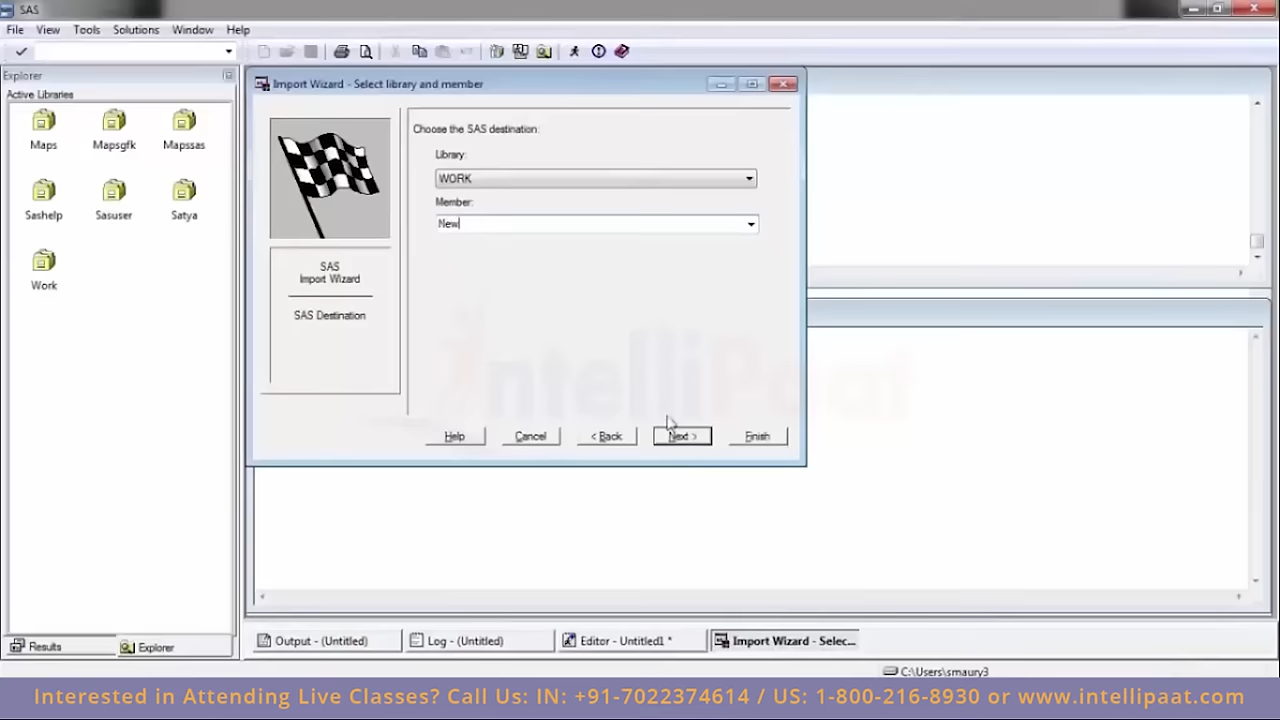 SAS
File View Tools Solutions Window Help
Explorer
Active Libraries
Maps Mapsgfk Mapssas
Sashelp Sasuser Satya
Work
Import Wizard - Select library and member
Choose the SAS destination:
Library:
WORK
Member:
New
SAS
Import Wizard
SAS Destination
IntelliPaat
Help Cancel < Back Next > Finish
Results Explorer
Output - (Untitled) Log - (Untitled) Editor - Untitled1 * Import Wizard - Selec...
C:\Users\smaury3
Interested in Attending Live Classes? Call Us: IN: +91-7022374614 / US: 1-800-216-8930 or www.intellipaat.com